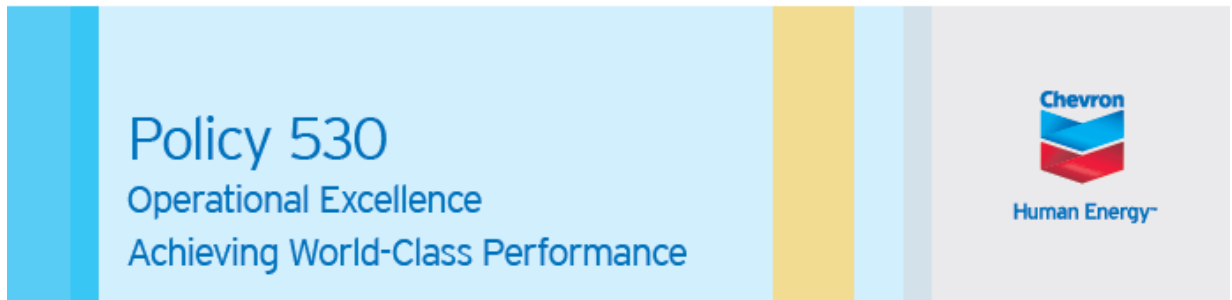 Policy 530
Operational Excellence
Achieving World-Class Performance
Chevron
Human Energy™